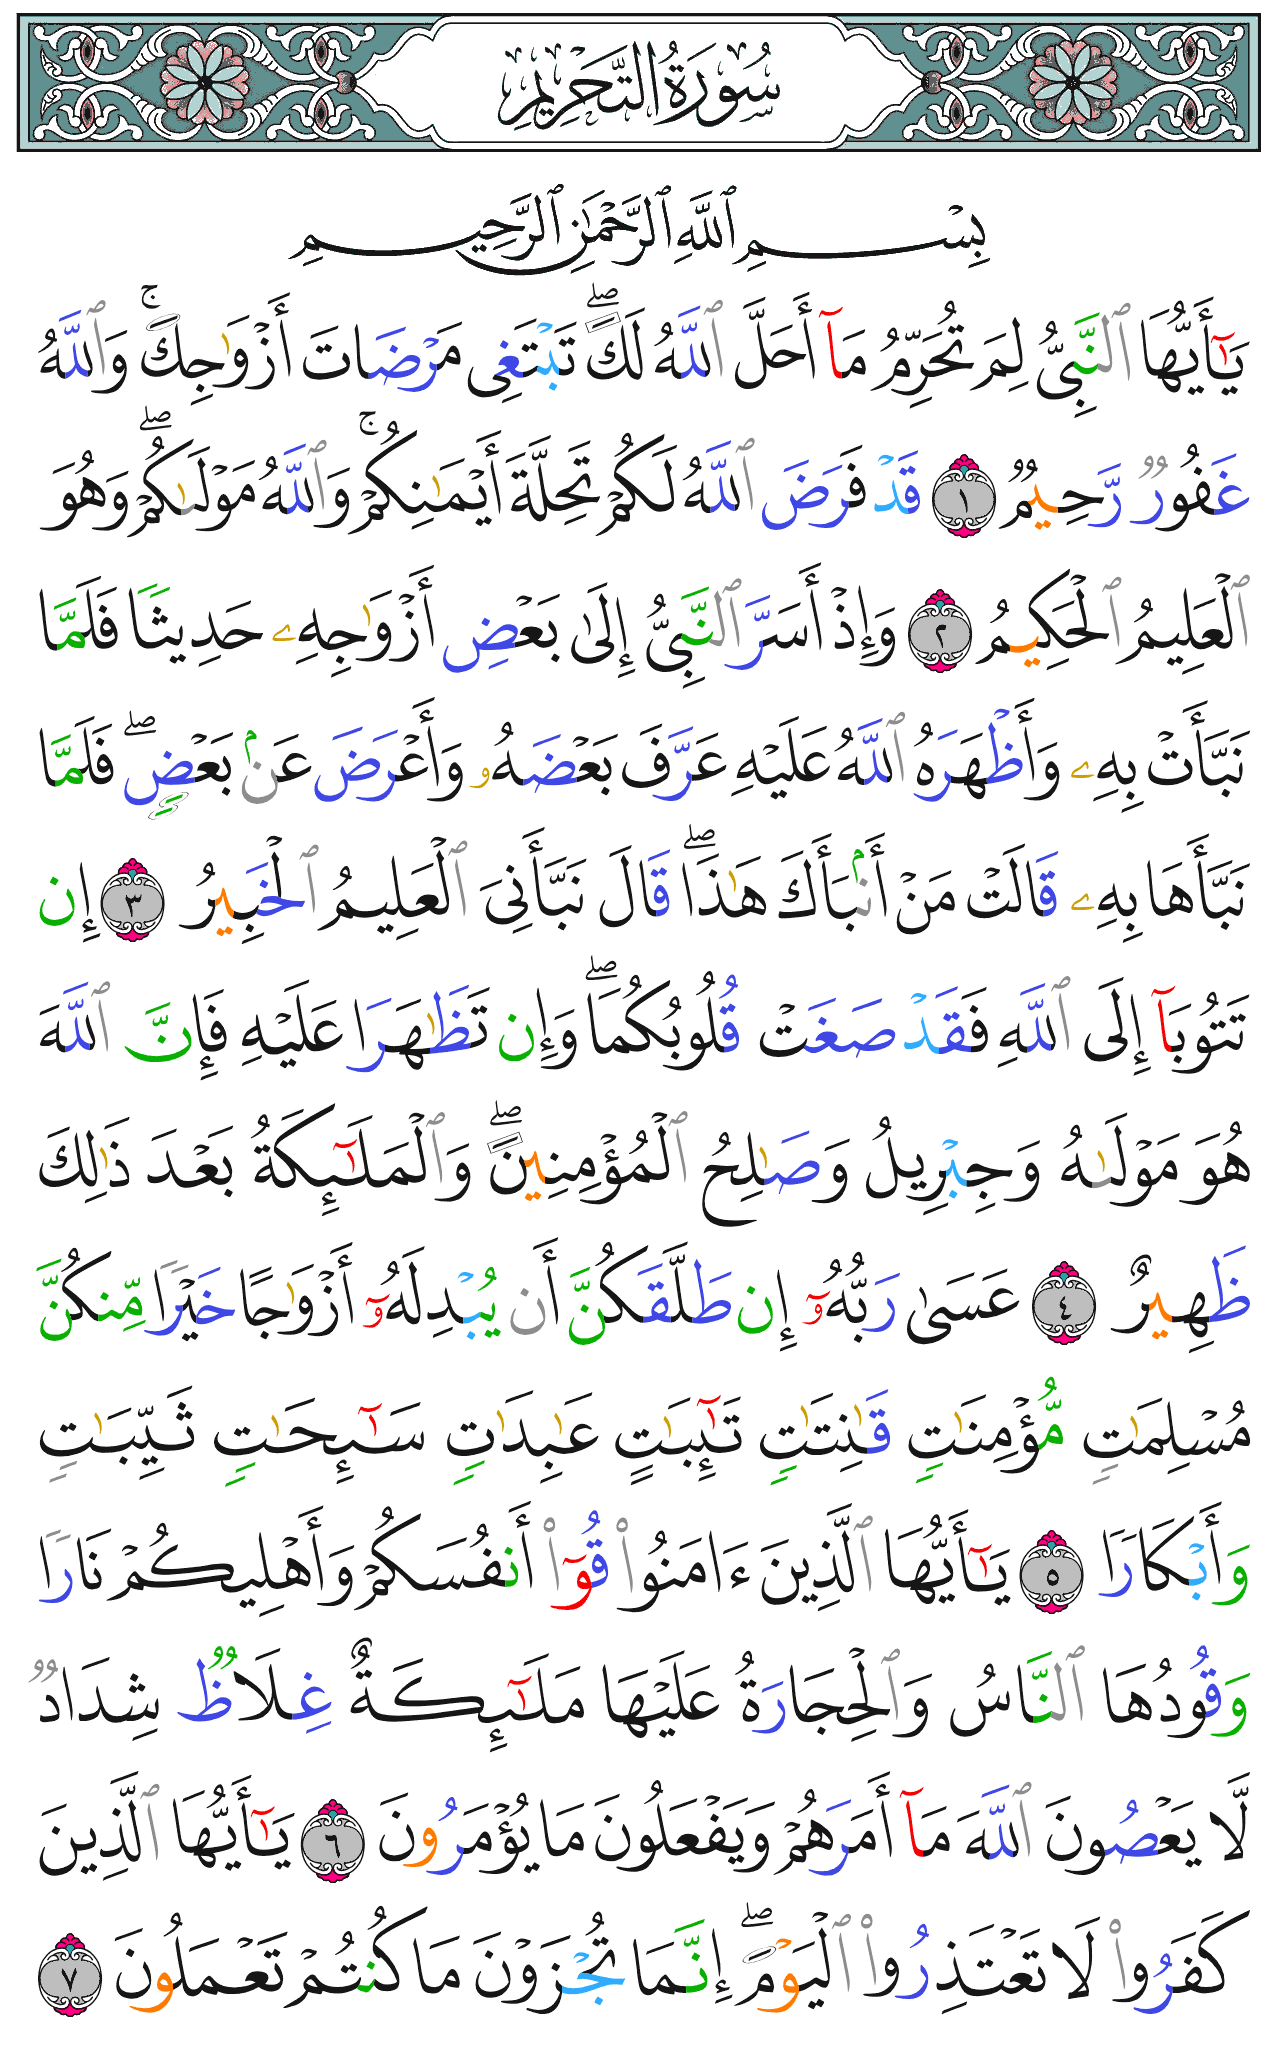 سُورَةُ التَّحْرِيمِ
بِسْمِ ٱللَّهِ ٱلرَّحْمَٰنِ ٱلرَّحِيمِ
يَٰٓأَيُّهَا ٱلنَّبِيُّ لِمَ تُحَرِّمُ مَآ أَحَلَّ ٱللَّهُ لَكَۖ تَبْتَغِى مَرْضَاتَ أَزْوَٰجِكَۚ وَٱللَّهُ
غَفُورٌ رَّحِيمٌ ١ قَدْ فَرَضَ ٱللَّهُ لَكُمْ تَحِلَّةَ أَيْمَٰنِكُمْۚ وَٱللَّهُ مَوْلَىٰكُمْۖ وَهُوَ
ٱلْعَلِيمُ ٱلْحَكِيمُ ٢ وَإِذْ أَسَرَّ ٱلنَّبِيُّ إِلَىٰ بَعْضِ أَزْوَٰجِهِۦ حَدِيثًا فَلَمَّا
نَبَّأَتْ بِهِۦ وَأَظْهَرَهُ ٱللَّهُ عَلَيْهِ عَرَّفَ بَعْضَهُۥ وَأَعْرَضَ عَنۢ بَعْضٍۖ فَلَمَّا
نَبَّأَهَا بِهِۦ قَالَتْ مَنْ أَنۢبَأَكَ هَٰذَاۖ قَالَ نَبَّأَنِىَ ٱلْعَلِيمُ ٱلْخَبِيرُ ٣ إِن
تَتُوبَآ إِلَى ٱللَّهِ فَقَدْ صَغَتْ قُلُوبُكُمَاۖ وَإِن تَظَٰهَرَا عَلَيْهِ فَإِنَّ ٱللَّهَ
هُوَ مَوْلَىٰهُ وَجِبْرِيلُ وَصَٰلِحُ ٱلْمُؤْمِنِينَۖ وَٱلْمَلَٰٓئِكَةُ بَعْدَ ذَٰلِكَ
ظَهِيرٌ ٤ عَسَىٰ رَبُّهُۥٓ إِن طَلَّقَكُنَّ أَن يُبْدِلَهُۥٓ أَزْوَٰجًا خَيْرًا مِّنكُنَّ
مُسْلِمَٰتٍ مُّؤْمِنَٰتٍ قَٰنِتَٰتٍ تَٰٓئِبَٰتٍ عَٰبِدَٰتٍ سَٰٓئِحَٰتٍ ثَيِّبَٰتٍ
وَأَبْكَارًا ٥ يَٰٓأَيُّهَا ٱلَّذِينَ ءَامَنُوا۟ قُوٓا۟ أَنفُسَكُمْ وَأَهْلِيكُمْ نَارًا
وَقُودُهَا ٱلنَّاسُ وَٱلْحِجَارَةُ عَلَيْهَا مَلَٰٓئِكَةٌ غِلَاظٌ شِدَادٌ
لَّا يَعْصُونَ ٱللَّهَ مَآ أَمَرَهُمْ وَيَفْعَلُونَ مَا يُؤْمَرُونَ ٦ يَٰٓأَيُّهَا ٱلَّذِينَ
كَفَرُوا۟ لَا تَعْتَذِرُوا۟ ٱلْيَوْمَۖ إِنَّمَا تُجْزَوْنَ مَا كُنتُمْ تَعْمَلُونَ ٧